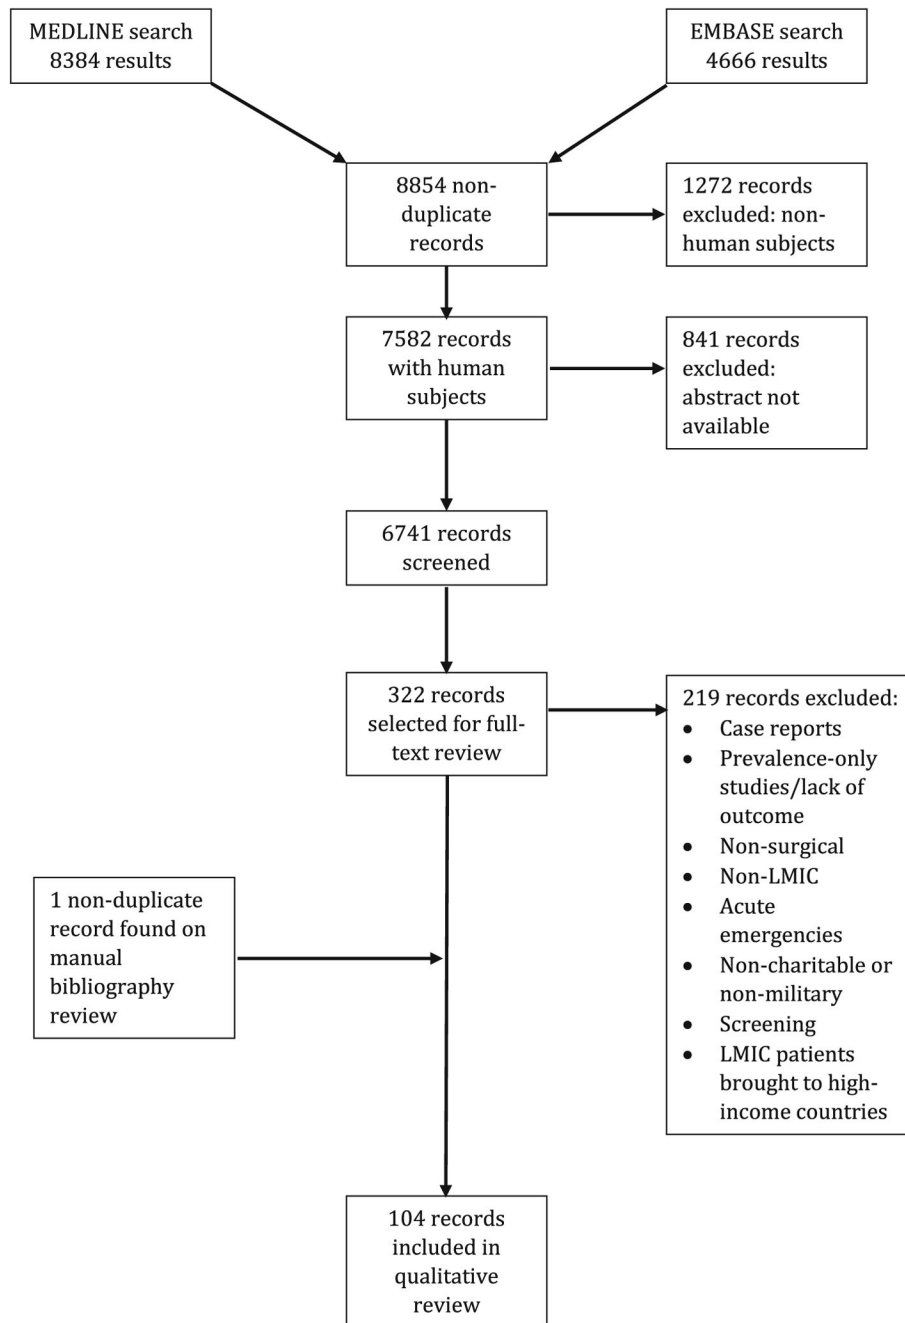 MEDLINE search
8384 results
EMBASE search
4666 results
8854 non-
duplicate
records
1272 records
excluded: non-
human subjects
7582 records
with human
subjects
841 records
excluded:
abstract not
available
6741 records
screened
322 records
selected for full-
text review
219 records excluded:
• Case reports
• Prevalence-only
studies/lack of
outcome
• Non-surgical
• Non-LMIC
• Acute
emergencies
• Non-charitable or
non-military
• Screening
• LMIC patients
brought to high-
income countries
1 non-duplicate
record found on
manual
bibliography
review
104 records
included in
qualitative
review